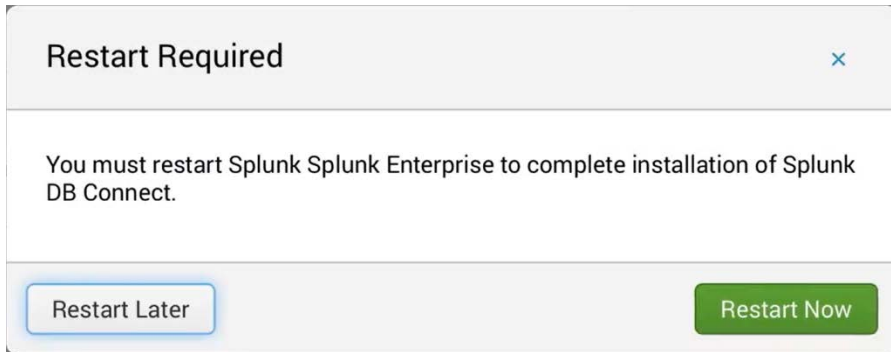 Restart Required
×
You must restart Splunk Splunk Enterprise to complete installation of Splunk
DB Connect.
Restart Later
Restart Now